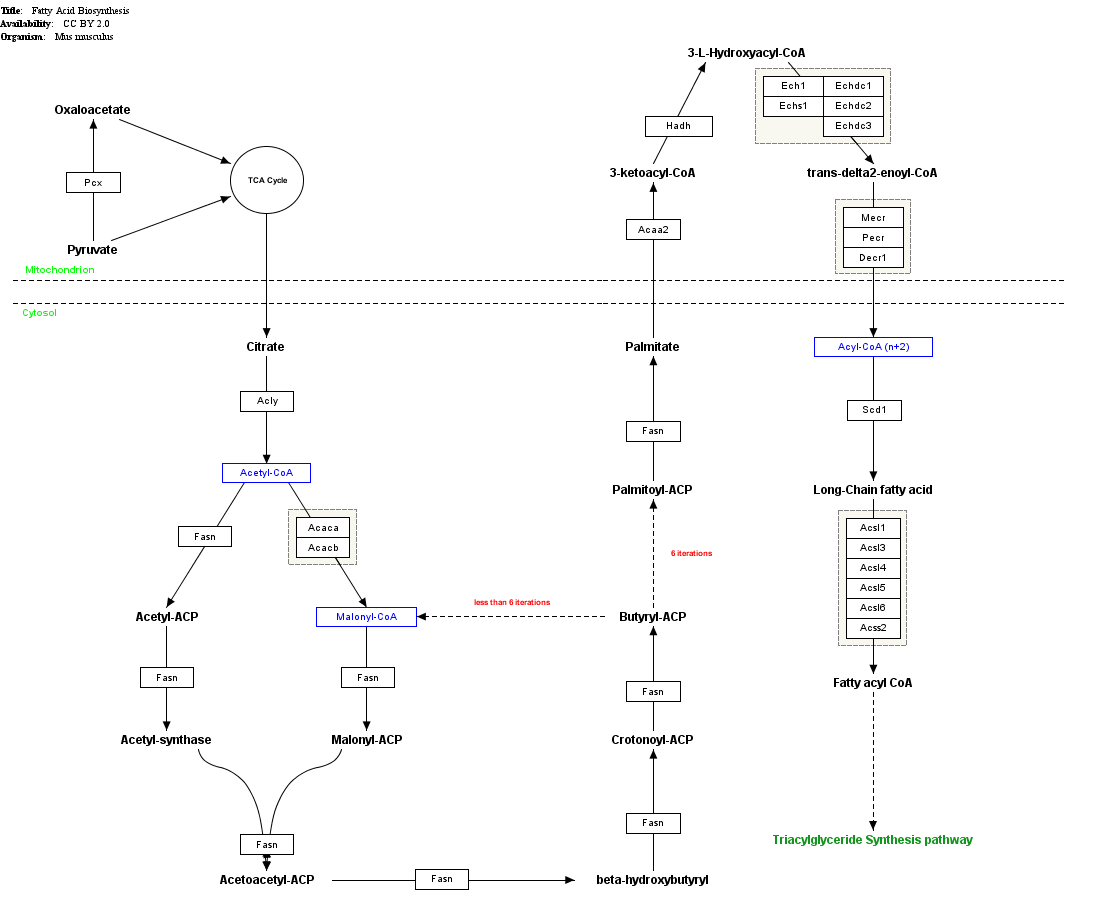 Title: Fatty Acid Biosynthesis
Availability: CC BY 2.0
Organism: Mus musculus
3-L-Hydroxyacyl-CoA
Ech1
Echdc1
Echs1
Echdc2
Echdc3
Oxaloacetate
Hadh
Pcx
TCA Cycle
3-ketoacyl-CoA
trans-delta2-enoyl-CoA
Mecr
Pecr
Decr1
Acaa2
Pyruvate
Mitochondrion
Cytosol
Citrate
Palmitate
Acyl-CoA (n+2)
Acly
Fasn
Scd1
Acetyl-CoA
Palmitoyl-ACP
Long-Chain fatty acid
Fasn
Acaca
Acacb
6 iterations
Acsl1
Acsl3
Acsl4
Acsl5
Acsl6
Acss2
less than 6 iterations
Acetyl-ACP
Malonyl-CoA
Butyryl-ACP
Fasn
Fasn
Fasn
Fatty acyl CoA
Acetyl-synthase
Malonyl-ACP
Crotonoyl-ACP
Fasn
Fasn
Triacylglyceride Synthesis pathway
Acetoacetyl-ACP
Fasn
beta-hydroxybutyryl